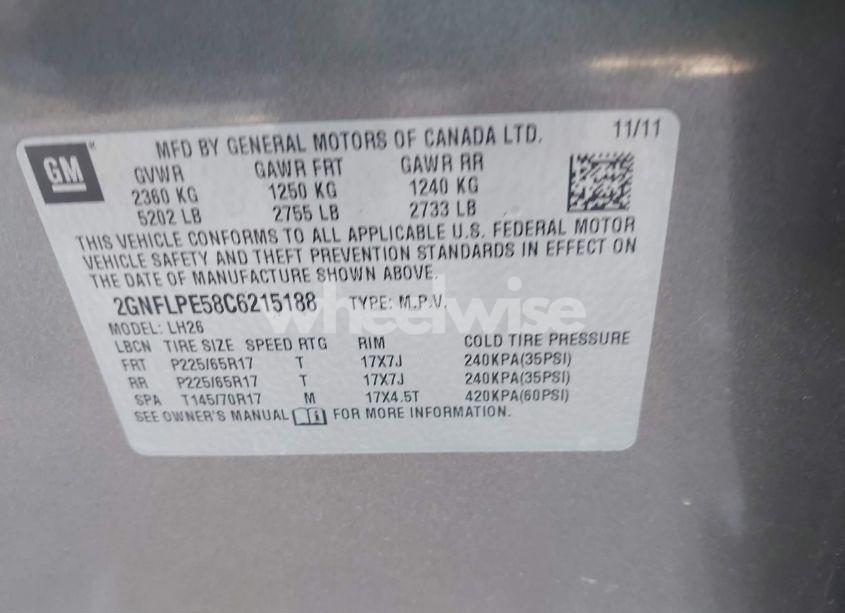 GM
MFD BY GENERAL MOTORS OF CANADA LTD. 11/11
GVWR GAWR FRT GAWR RR
2360 KG 1250 KG 1240 KG
5202 LB 2755 LB 2733 LB
THIS VEHICLE CONFORMS TO ALL APPLICABLE U.S. FEDERAL MOTOR
VEHICLE SAFETY AND THEFT PREVENTION STANDARDS IN EFFECT ON
THE DATE OF MANUFACTURE SHOWN ABOVE.
2GNFLPE58C6215188 TYPE: M.P.V.
wheelwise
MODEL: LH26
LBCN TIRE SIZE SPEED RTG RIM COLD TIRE PRESSURE
FRT P225/65R17 T 17X7J 240KPA(35PSI)
RR P225/65R17 T 17X7J 240KPA(35PSI)
SPA T145/70R17 M 17X4.5T 420KPA(60PSI)
SEE OWNER'S MANUAL FOR MORE INFORMATION.